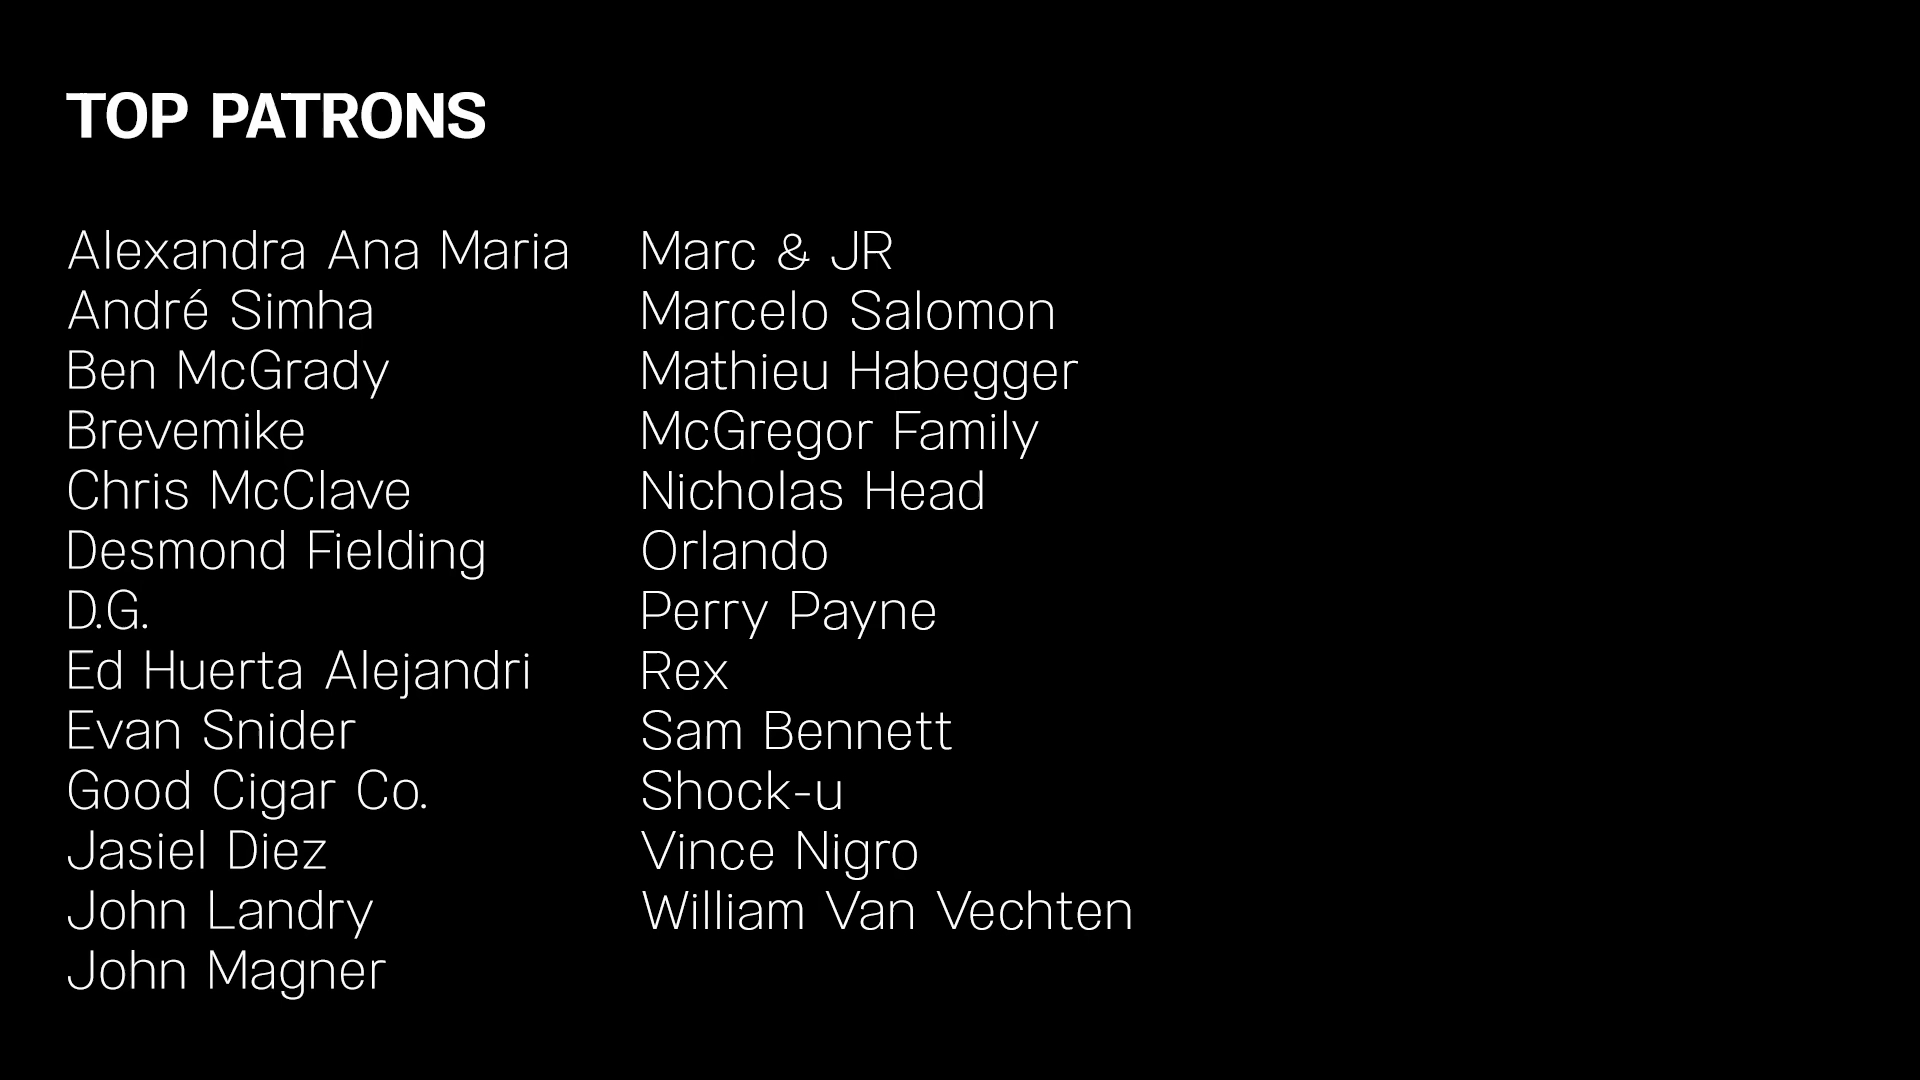 TOP PATRONS
Alexandra Ana Maria
André Simha
Ben McGrady
Brevemike
Chris McClave
Desmond Fielding
D.G.
Ed Huerta Alejandri
Evan Snider
Good Cigar Co.
Jasiel Diez
John Landry
John Magner
Marc & JR
Marcelo Salomon
Mathieu Habegger
McGregor Family
Nicholas Head
Orlando
Perry Payne
Rex
Sam Bennett
Shock-u
Vince Nigro
William Van Vechten